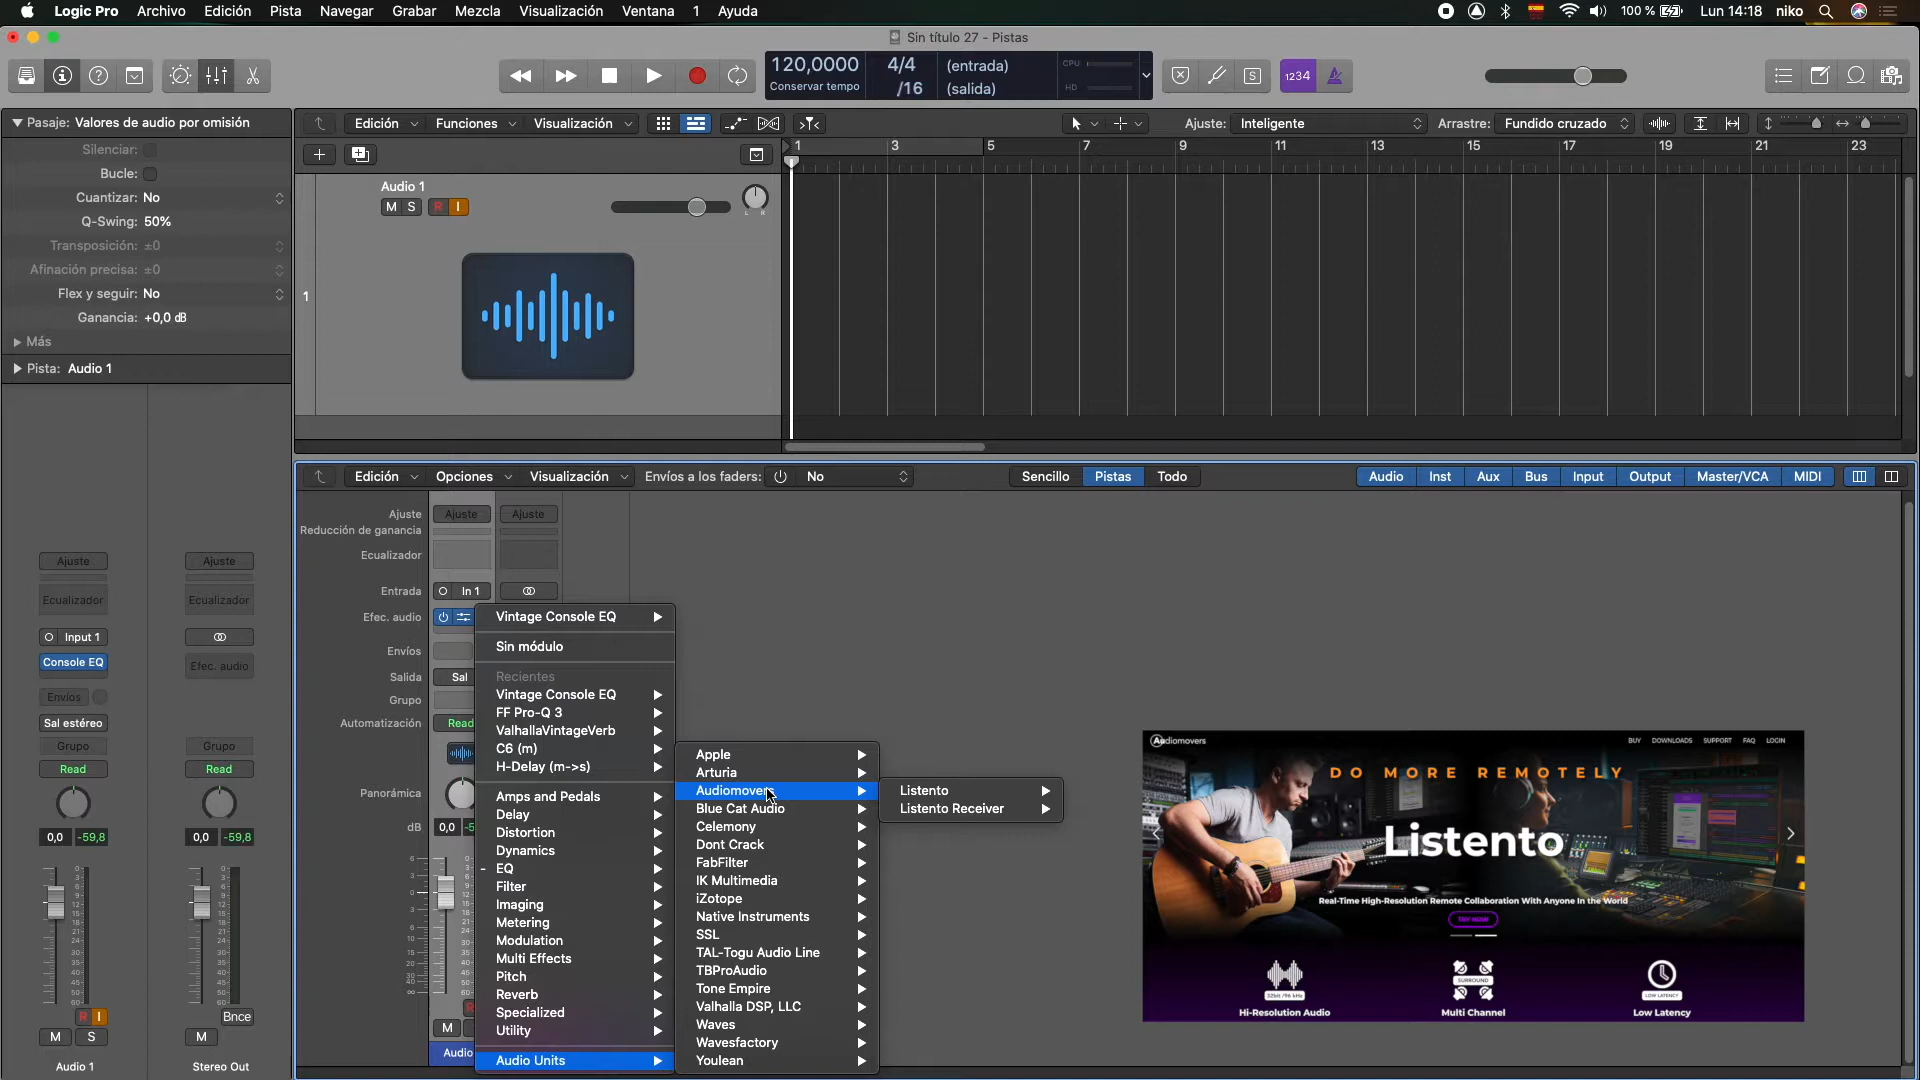 Logic Pro Archivo Edición Pista Navegar Grabar Mezcla Visualización Ventana 1 Ayuda
100 % Lun 14:18 niko
Sin título 27 - Pistas
120,0000 4/4 (entrada) CPU
Conservar tempo /16 (salida) HD
S
1234
Pasaje: Valores de audio por omisión
Silenciar:
Bucle:
Cuantizar: No
Q-Swing: 50%
Transposición: ±0
Afinación precisa: ±0
Flex y seguir: No
Ganancia: +0,0 dB
Más
Pista: Audio 1
Edición Funciones Visualización
Ajuste: Inteligente Arrastre: Fundido cruzado
1 3 5 7 9 11 13 15 17 19 21 23
Audio 1
M S R I
L R
1
Edición Opciones Visualización Envíos a los faders: No Sencillo Pistas Todo Audio Inst Aux Bus Input Output Master/VCA MIDI
Ajuste Ajuste Ajuste
Reducción de ganancia
Ecualizador
Entrada In 1
Efec. audio
Envíos
Salida Sal
Grupo
Automatización Read
Panorámica
dB 0,0 -5
M
Audio
Ajuste Ajuste
Ecualizador Ecualizador
Input 1
Console EQ Efec. audio
Envíos
Sal estéreo
Grupo Grupo
Read Read
0,0 -59,8 0,0 -59,8
R I Bnce
M S M
Audio 1 Stereo Out
Vintage Console EQ
Sin módulo
Recientes
Vintage Console EQ
FF Pro-Q 3
ValhallaVintageVerb
C6 (m)
H-Delay (m->s)
Amps and Pedals
Delay
Distortion
Dynamics
- EQ
Filter
Imaging
Metering
Modulation
Multi Effects
Pitch
Reverb
Specialized
Utility
Audio Units
Apple
Arturia
Audiomovers
Blue Cat Audio
Celemony
Dont Crack
FabFilter
IK Multimedia
iZotope
Native Instruments
SSL
TAL-Togu Audio Line
TBProAudio
Tone Empire
Valhalla DSP, LLC
Waves
Wavesfactory
Youlean
Listento
Listento Receiver
Audiomovers BUY DOWNLOADS SUPPORT FAQ LOGIN
DO MORE REMOTELY
Listento
Real-Time High-Resolution Remote Collaboration With Anyone In the World
TRY NOW
32bit /96 kHz SURROUND LOW LATENCY
Hi-Resolution Audio Multi Channel Low Latency